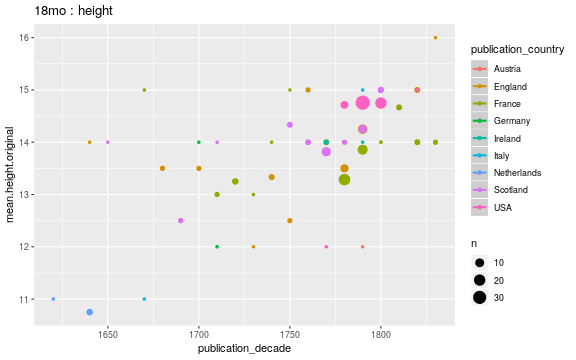 18mo : height
16
15
14
13
12
11
mean.height.original
1650
1700
1750
1800
publication_decade
publication_country
Austria
England
France
Germany
Ireland
Italy
Netherlands
Scotland
USA
n
10
20
30